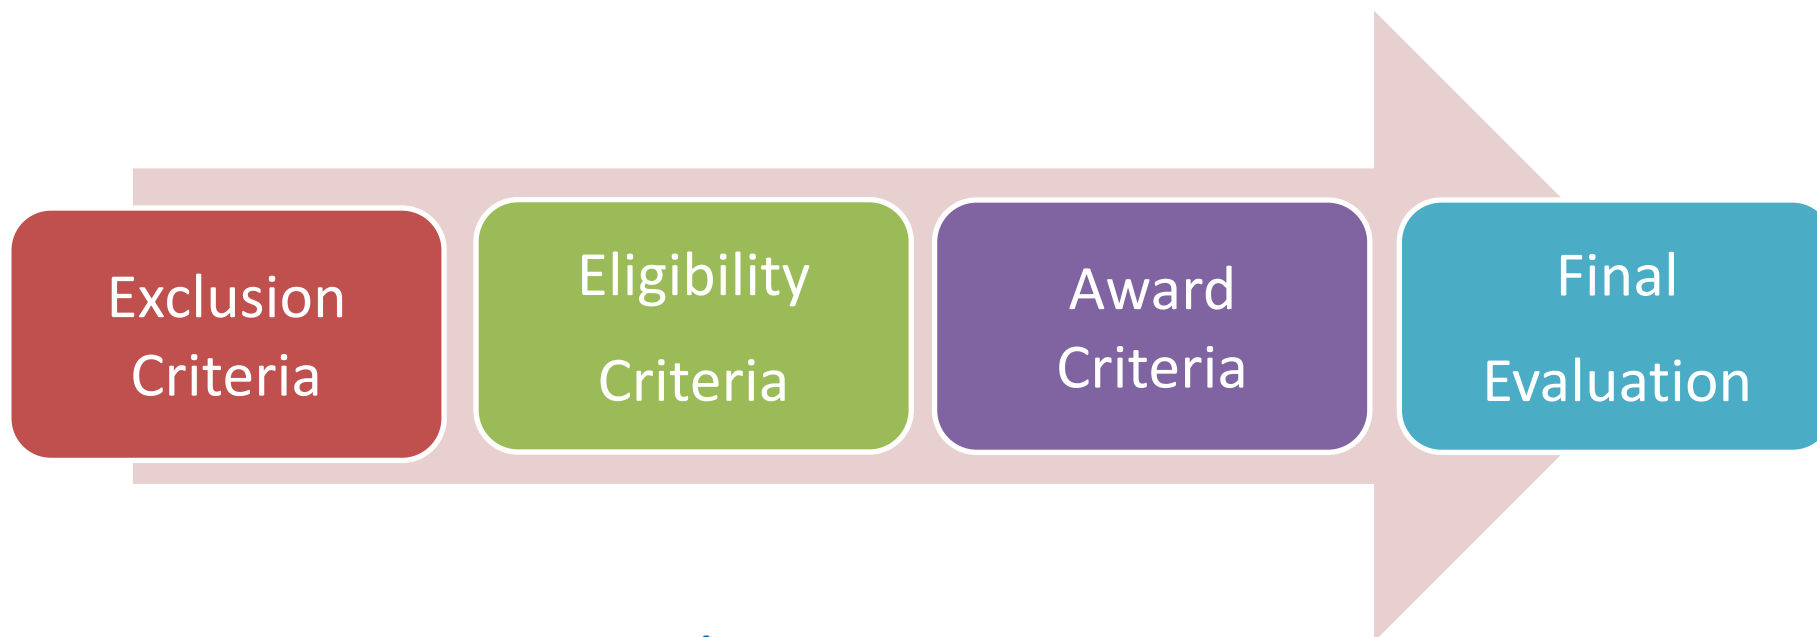 Exclusion
Criteria
Eligibility
Criteria
Award
Criteria
Final
Evaluation